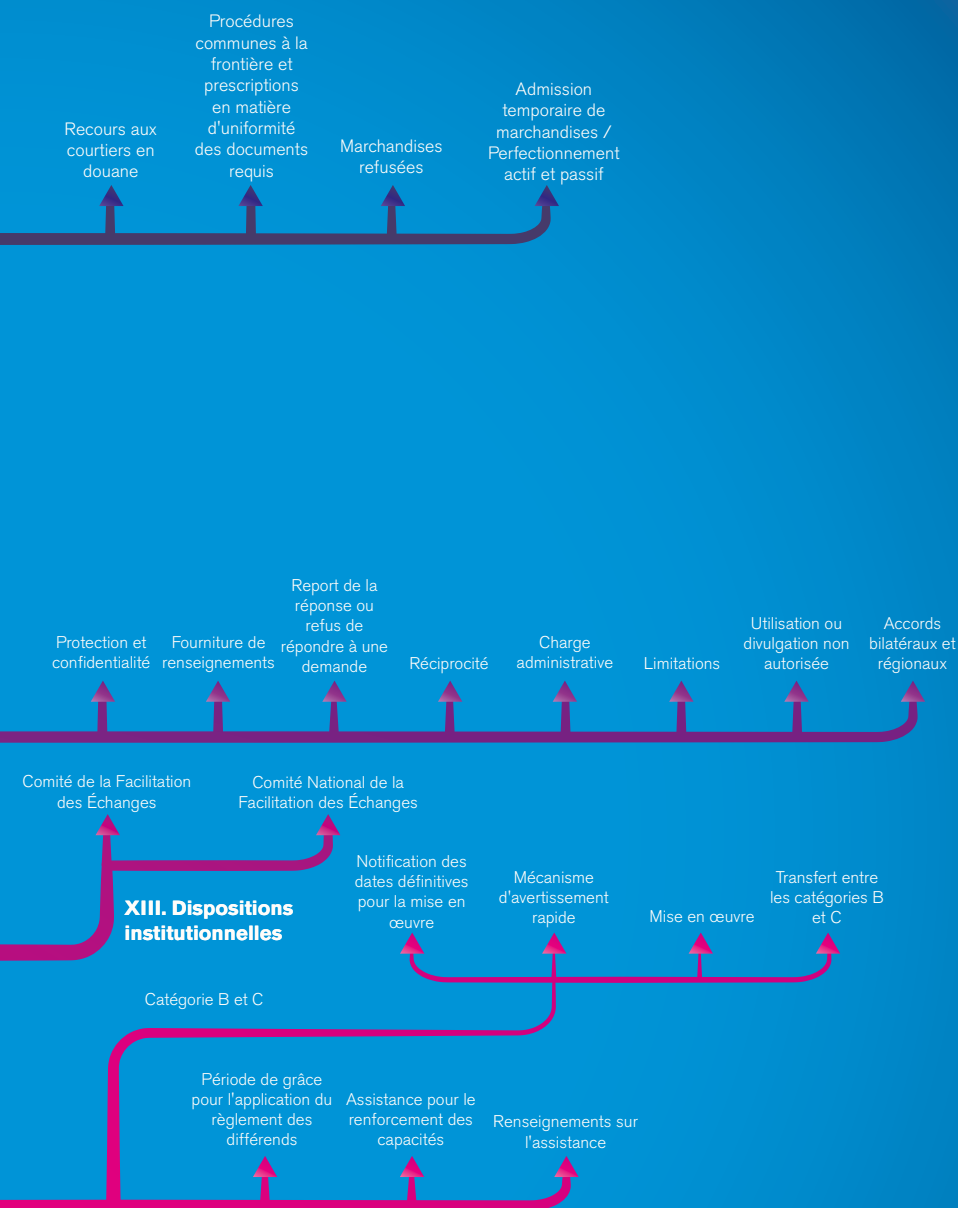 Recours aux
courtiers en
douane
Procédures
communes à la
frontière et
prescriptions
en matière
d'uniformité
des documents
requis
Marchandises
refusées
Admission
temporaire de
marchandises /
Perfectionnement
actif et passif
Protection et
confidentialité
Fourniture de
renseignements
Report de la
réponse ou
refus de
répondre à une
demande
Réciprocité
Charge
administrative
Limitations
Utilisation ou
divulgation non
autorisée
Accords
bilatéraux et
régionaux
Comité de la Facilitation
des Échanges
Comité National de la
Facilitation des Échanges
XIII. Dispositions
institutionnelles
Notification des
dates définitives
pour la mise en
œuvre
Mécanisme
d'avertissement
rapide
Mise en œuvre
Transfert entre
les catégories B
et C
Catégorie B et C
Période de grâce
pour l'application du
règlement des
différends
Assistance pour le
renforcement des
capacités
Renseignements sur
l'assistance